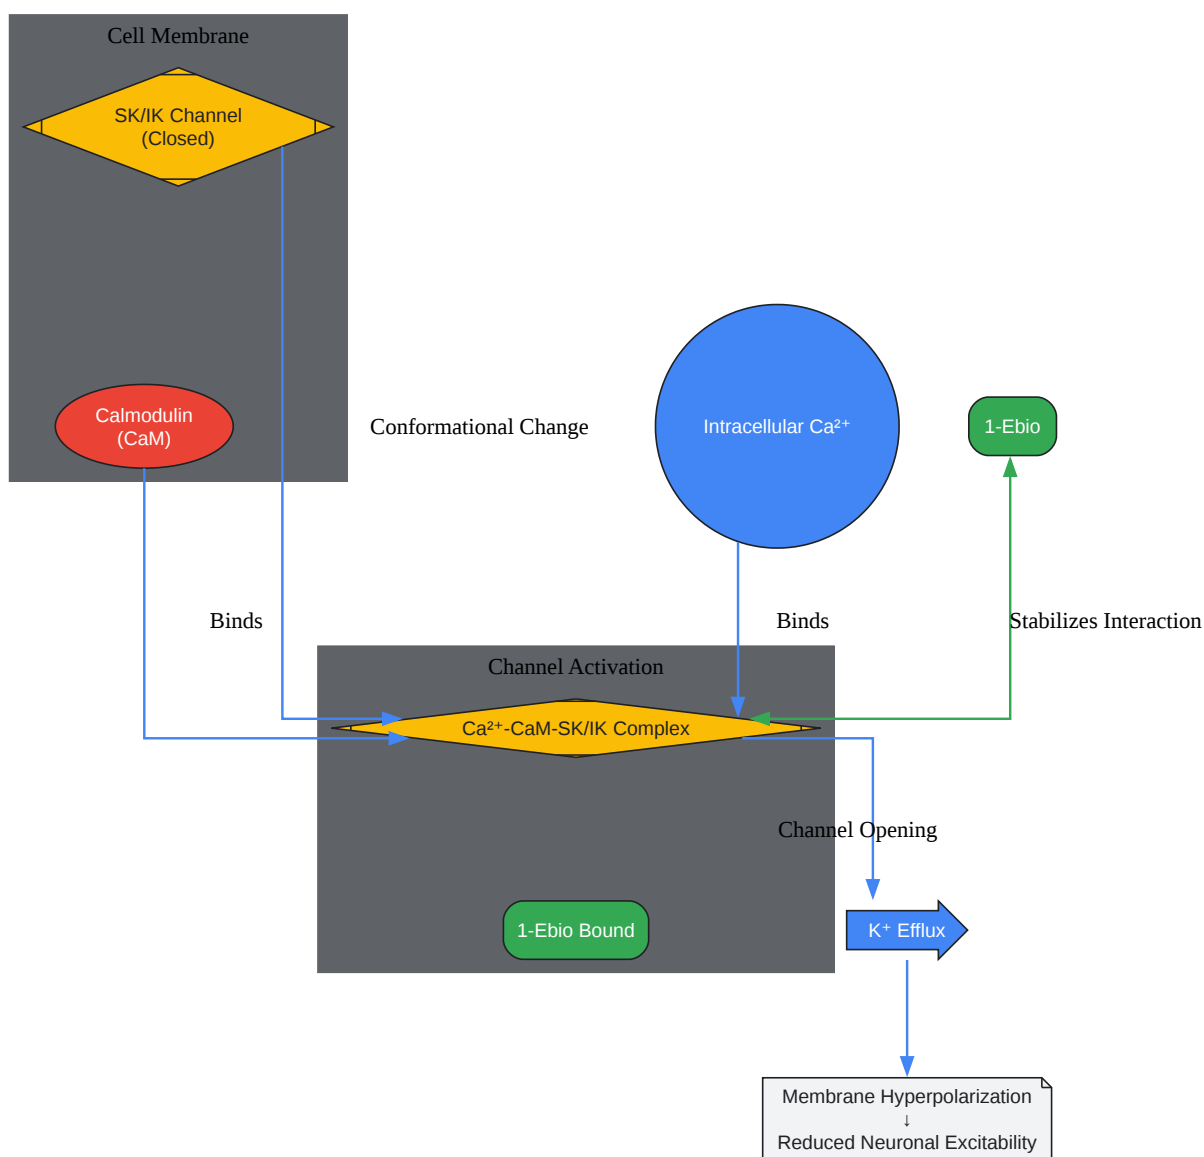 Cell Membrane
SK/IK Channel
(Closed)
Calmodulin
(CaM)
Conformational Change
Intracellular Ca²⁺
1-Ebio
Binds
Binds
Stabilizes Interaction
Channel Activation
Ca²⁺-CaM-SK/IK Complex
Channel Opening
1-Ebio Bound
K⁺ Efflux
Membrane Hyperpolarization
↓
Reduced Neuronal Excitability